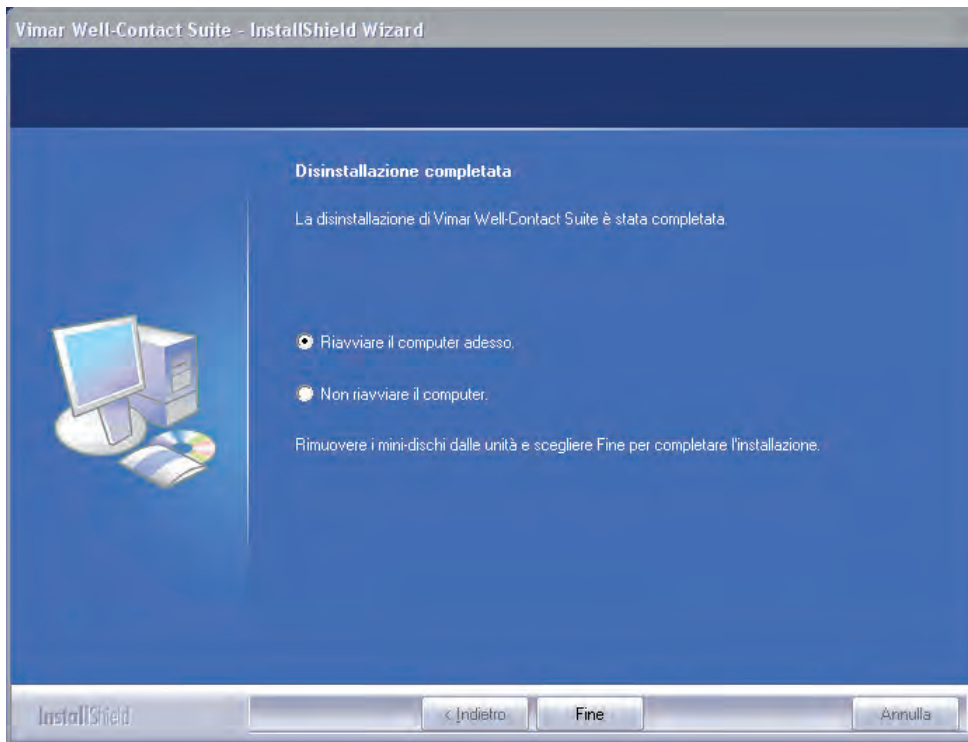 Vimar Well-Contact Suite - InstallShield Wizard
Disinstallazione completata
La disinstallazione di Vimar Well-Contact Suite è stata completata.
Riavviare il computer adesso.
Non riavviare il computer.
Rimuovere i mini-dischi dalle unità e scegliere Fine per completare l'installazione.
InstallShield
< Indietro
Fine
Annulla